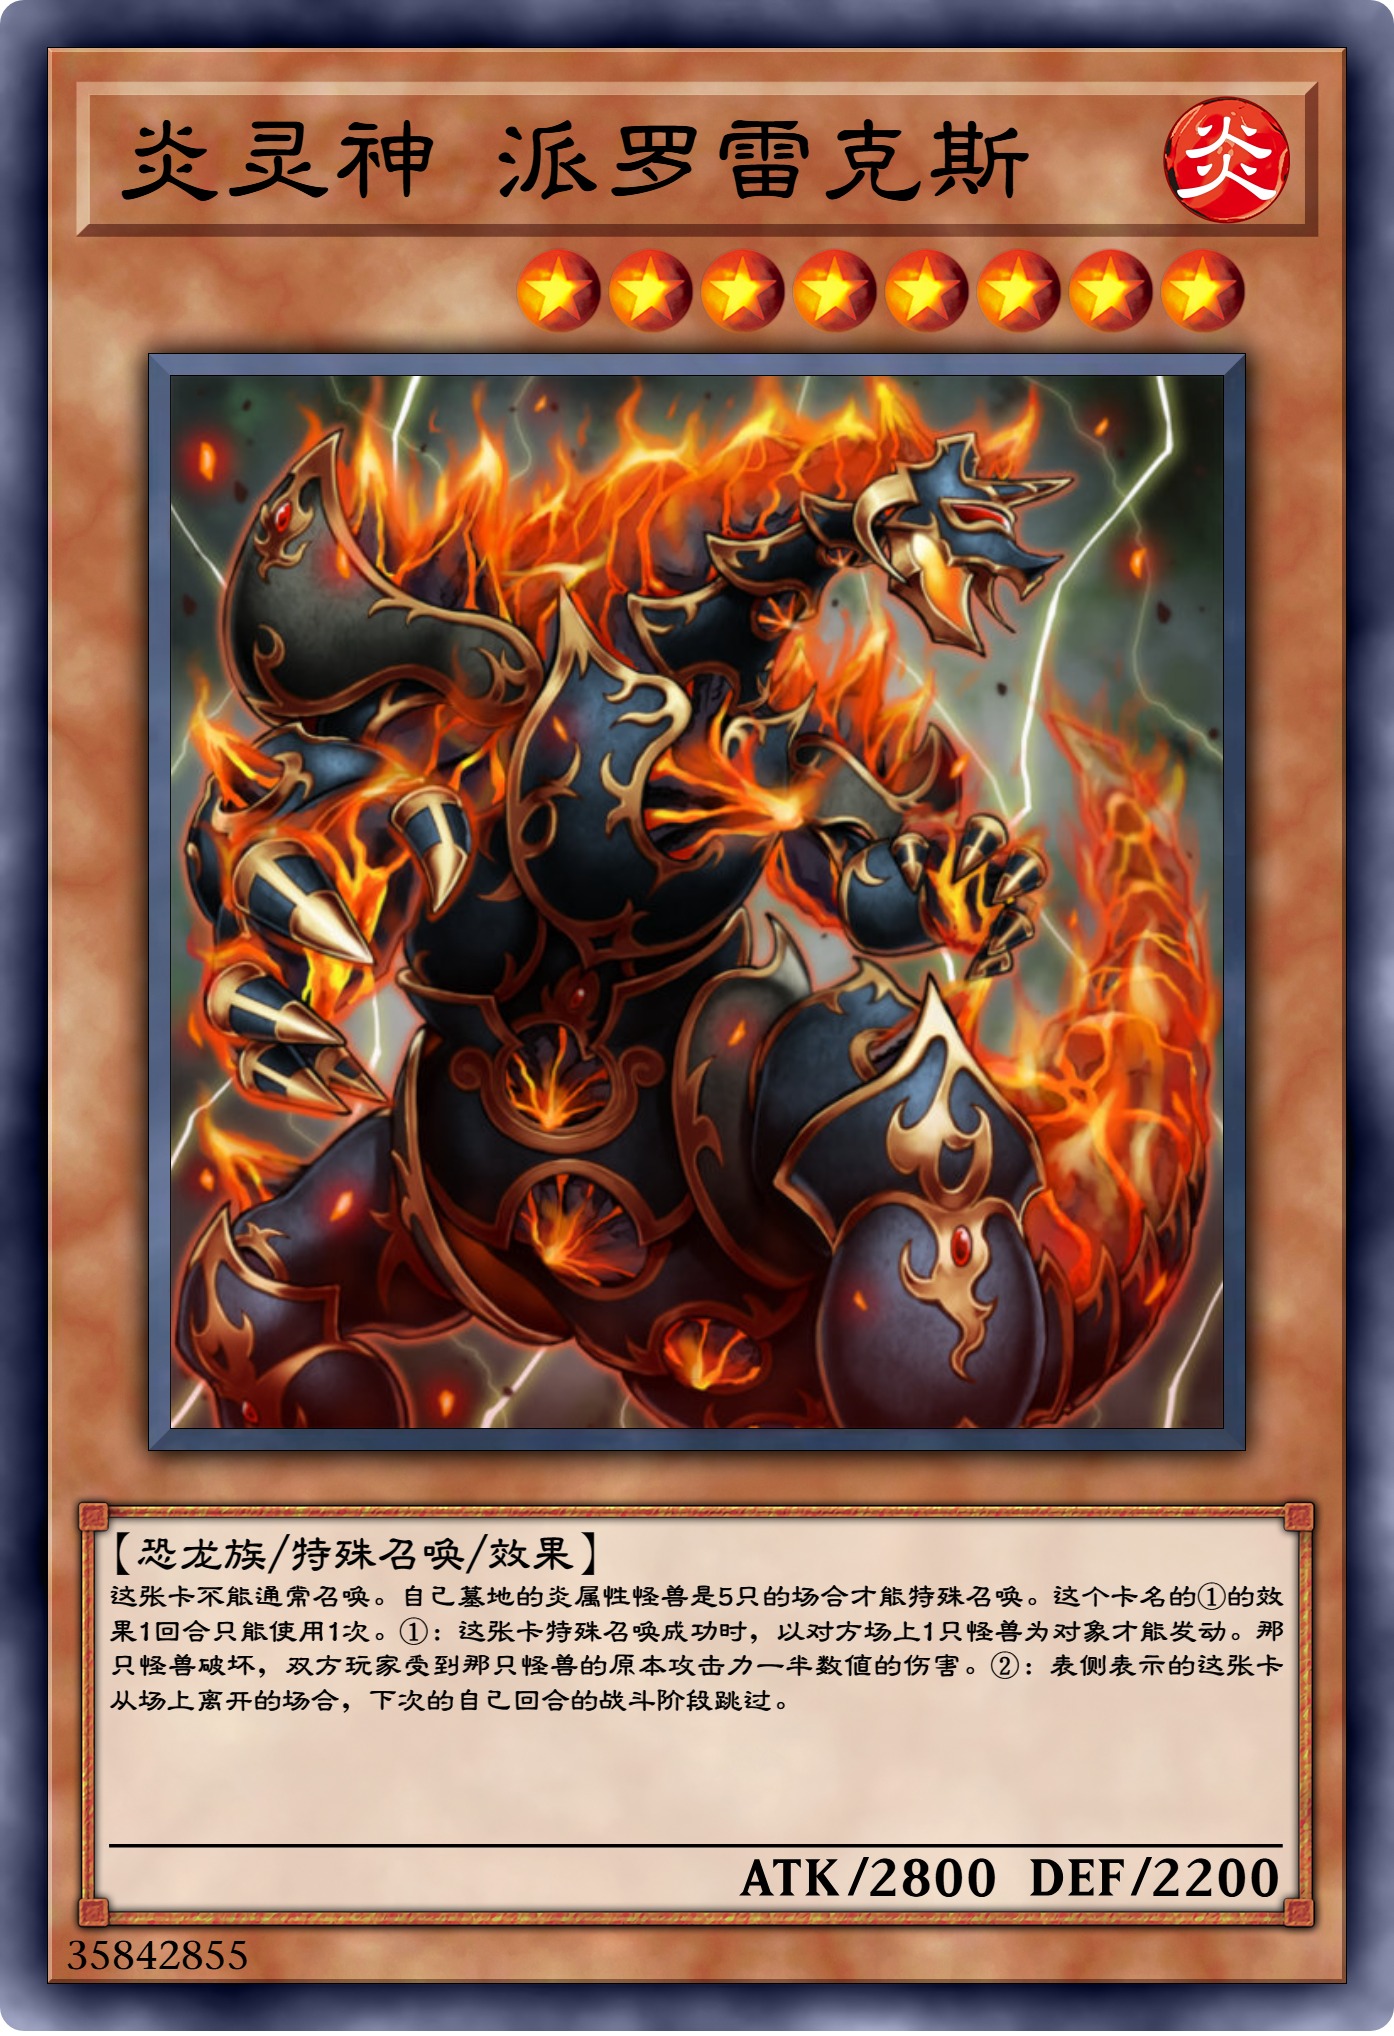 炎灵神 派罗雷克斯
炎
【恐龙族/特殊召唤/效果】
这张卡不能通常召唤。自己墓地的炎属性怪兽是5只的场合才能特殊召唤。这个卡名的①的效
果1回合只能使用1次。①：这张卡特殊召唤成功时，以对方场上1只怪兽为对象才能发动。那
只怪兽破坏，双方玩家受到那只怪兽的原本攻击力一半数值的伤害。②：表侧表示的这张卡
从场上离开的场合，下次的自己回合的战斗阶段跳过。
ATK/2800 DEF/2200
35842855